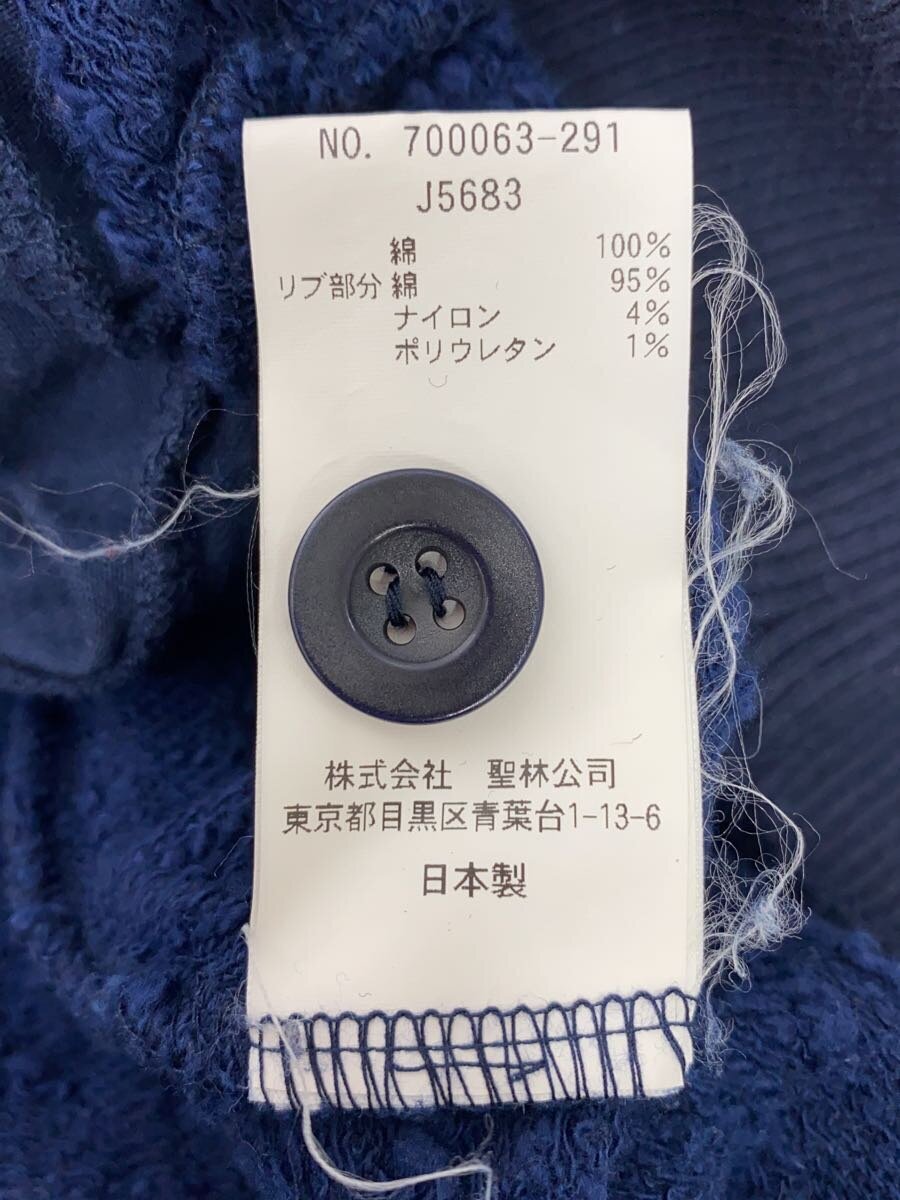 NO. 700063-291
J5683
綿 100%
リブ部分 綿 95%
ナイロン 4%
ポリウレタン 1%
株式会社 聖林公司
東京都目黒区青葉台1-13-6
日本製